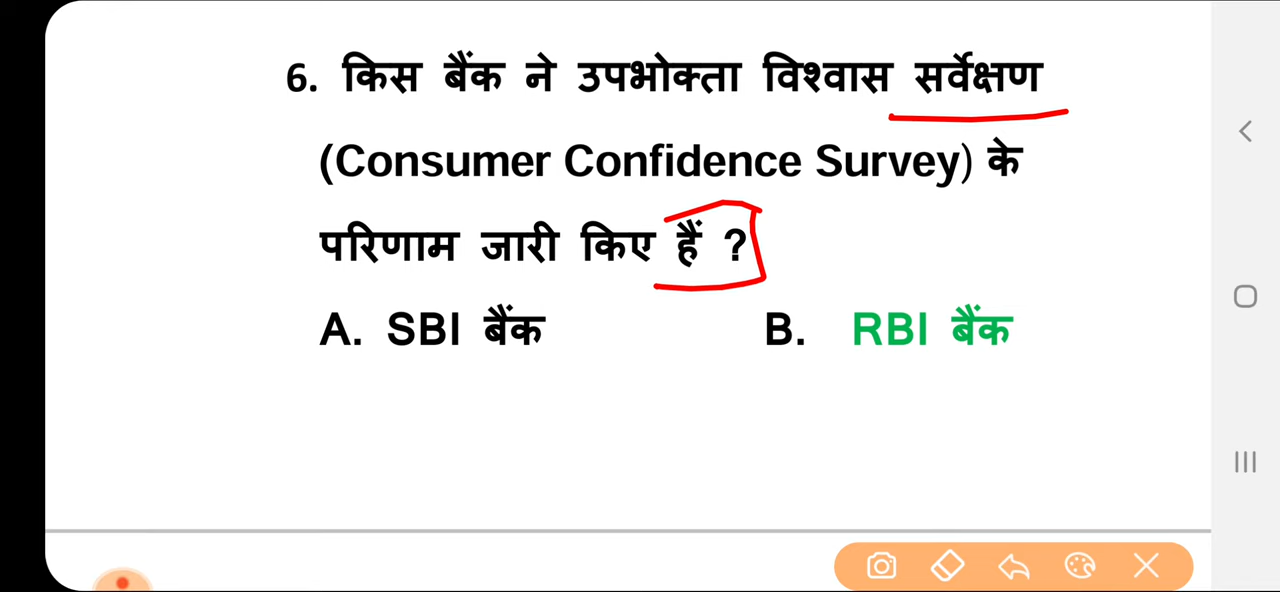 6. किस बैंक ने उपभोक्ता विश्वास सर्वेक्षण
(Consumer Confidence Survey) के
परिणाम जारी किए हैं ?
A. SBI बैंक B. RBI बैंक